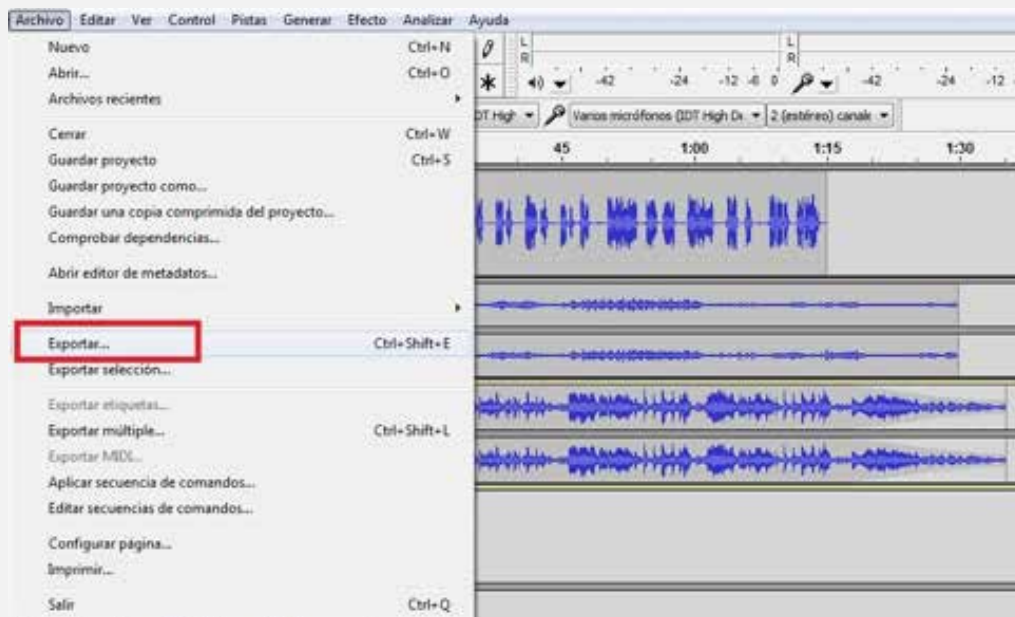 Archivo Editar Ver Control Pistas Generar Efecto Analizar Ayuda
Nuevo Ctrl+N
Abrir... Ctrl+O
Archivos recientes
Cerrar Ctrl+W
Guardar proyecto Ctrl+S
Guardar proyecto como...
Guardar una copia comprimida del proyecto...
Comprobar dependencias...
Abrir editor de metadatos...
Importar
Exportar... Ctrl+Shift+E
Exportar selección...
Exportar etiquetas...
Exportar múltiple... Ctrl+Shift+L
Exportar MIDI...
Aplicar secuencia de comandos...
Editar secuencias de comandos...
Configurar página...
Imprimir...
Salir Ctrl+Q
L L
R R
-42 -24 -12 -6 0 -42 -24 -12
High Varios micrófonos (IDT High 2 (estéreo) canale
45 1:00 1:15 1:30